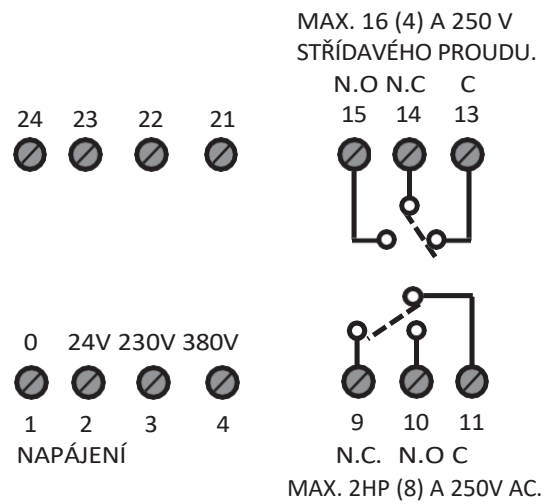 MAX. 16 (4) A 250 V
STŘÍDAVÉHO PROUDU.
N.O N.C C
24 23 22 21 15 14 13
0 24V 230V 380V
1 2 3 4 9 10 11
NAPÁJENÍ N.C. N.O C
MAX. 2HP (8) A 250V AC.